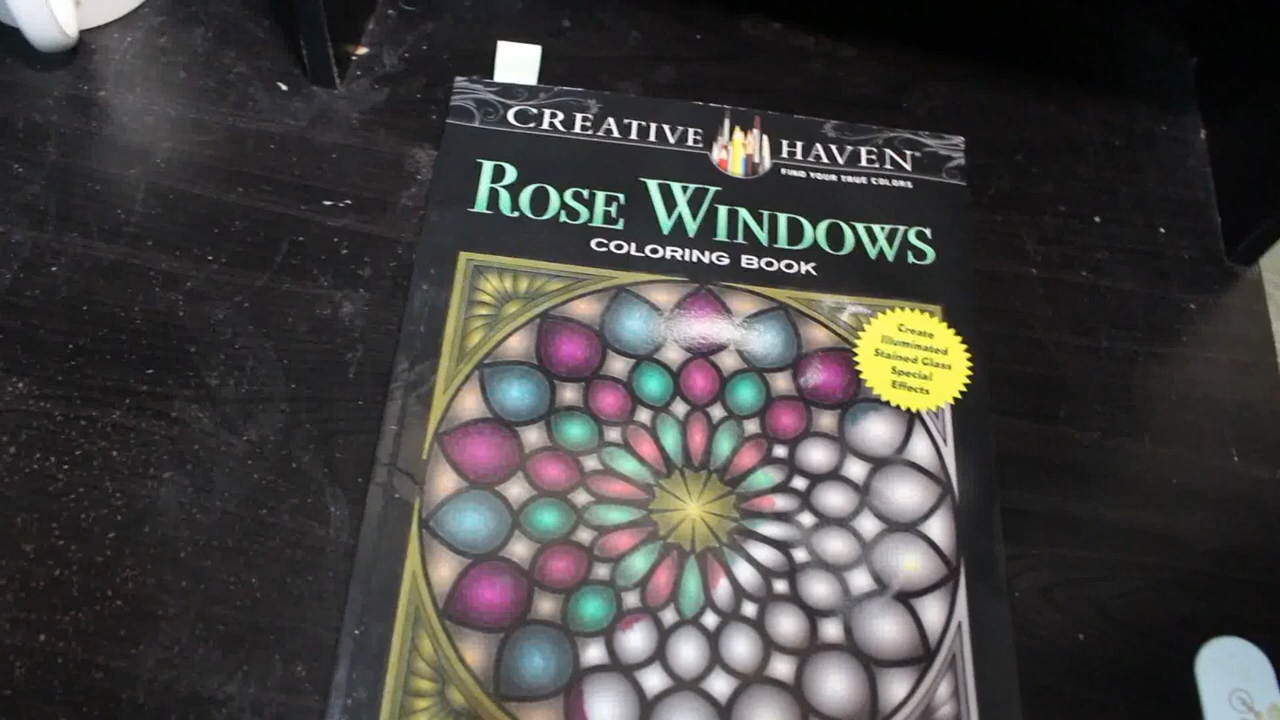 CREATIVE HAVEN
FIND YOUR TRUE COLORS
ROSE WINDOWS
COLORING BOOK
Create
Illuminated
Stained Glass
Special
Effects